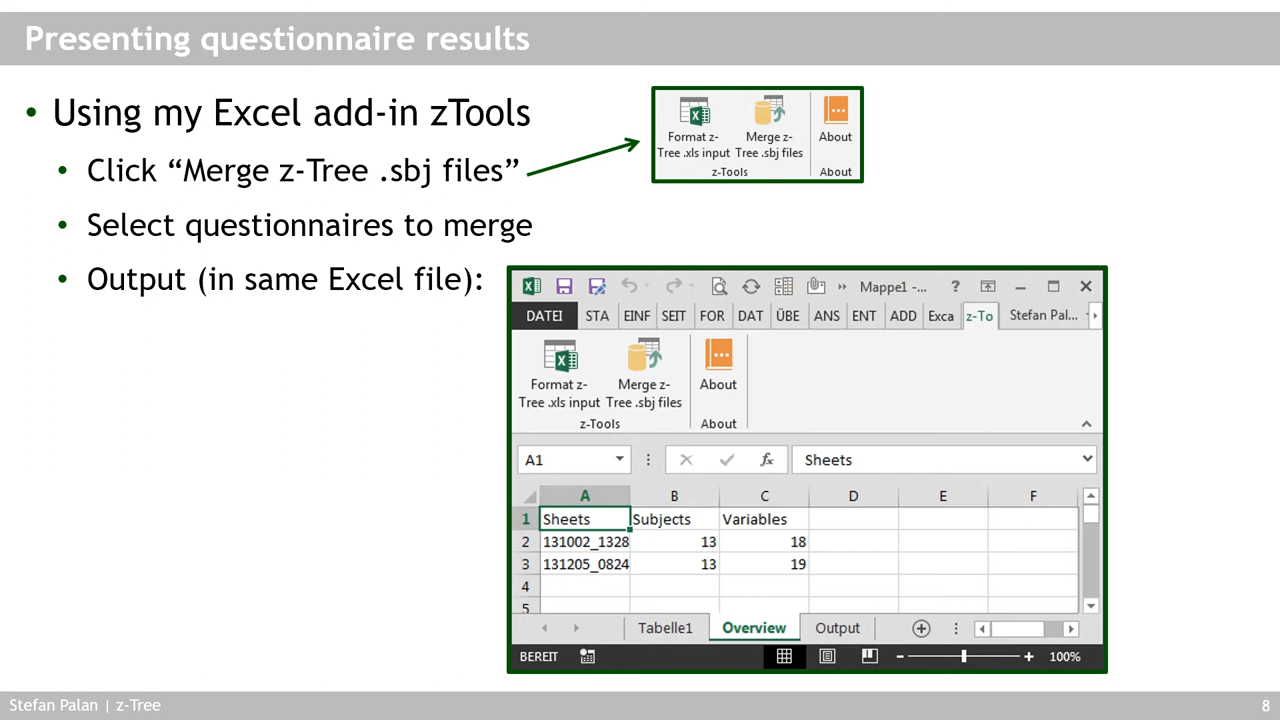 Presenting questionnaire results
• Using my Excel add-in zTools
• Click “Merge z-Tree .sbj files”
• Select questionnaires to merge
• Output (in same Excel file):
Format z- Merge z- About
Tree .xls input Tree .sbj files
z-Tools About
Mappe1 -... ?
DATEI STA EINF SEIT FOR DAT ÜBE ANS ENT ADD Exca z-To Stefan Pal...
Format z- Merge z- About
Tree .xls input Tree .sbj files
z-Tools About
A1 fx Sheets
A B C D E F
1 Sheets Subjects Variables
2 131002_1328 13 18
3 131205_0824 13 19
4
5
Tabelle1 Overview Output
BEREIT 100%
Stefan Palan | z-Tree 8